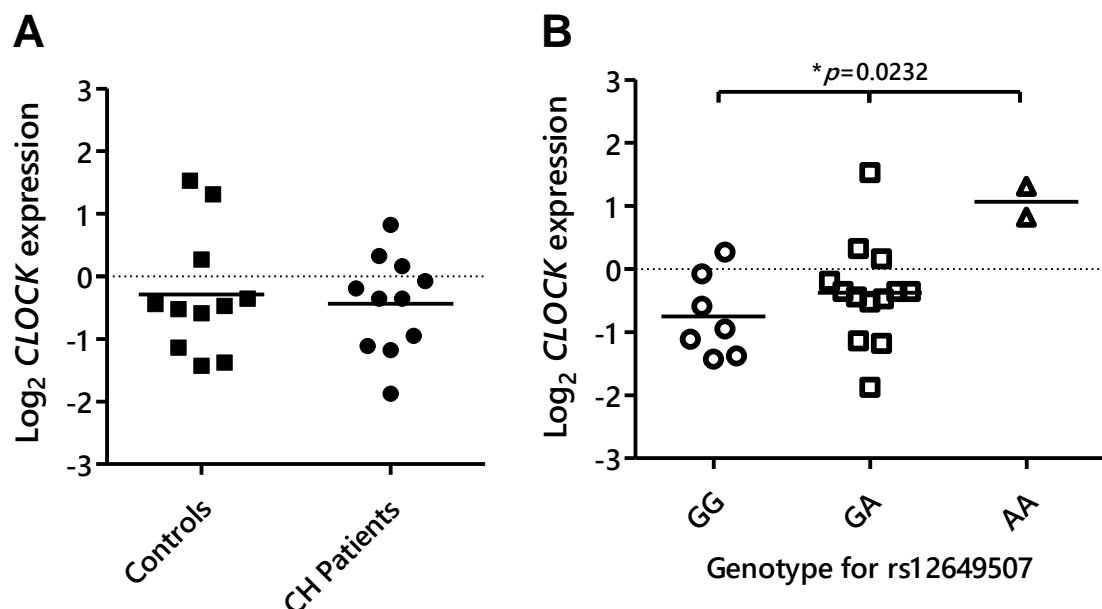 A
Log₂ CLOCK expression
3
2
1
0
-1
-2
-3
Controls
CH Patients
B
*p=0.0232
Log₂ CLOCK expression
3
2
1
0
-1
-2
-3
GG
GA
AA
Genotype for rs12649507